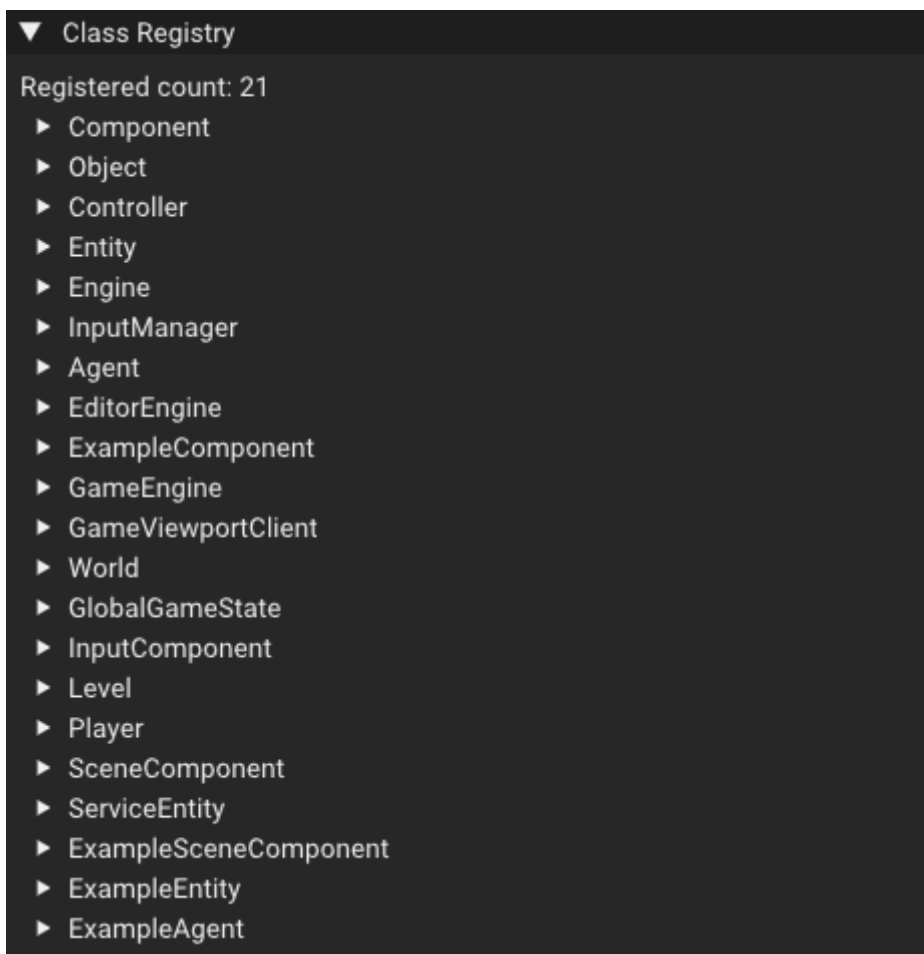 Class Registry
Registered count: 21
Component
Object
Controller
Entity
Engine
InputManager
Agent
EditorEngine
ExampleComponent
GameEngine
GameViewportClient
World
GlobalGameState
InputComponent
Level
Player
SceneComponent
ServiceEntity
ExampleSceneComponent
ExampleEntity
ExampleAgent